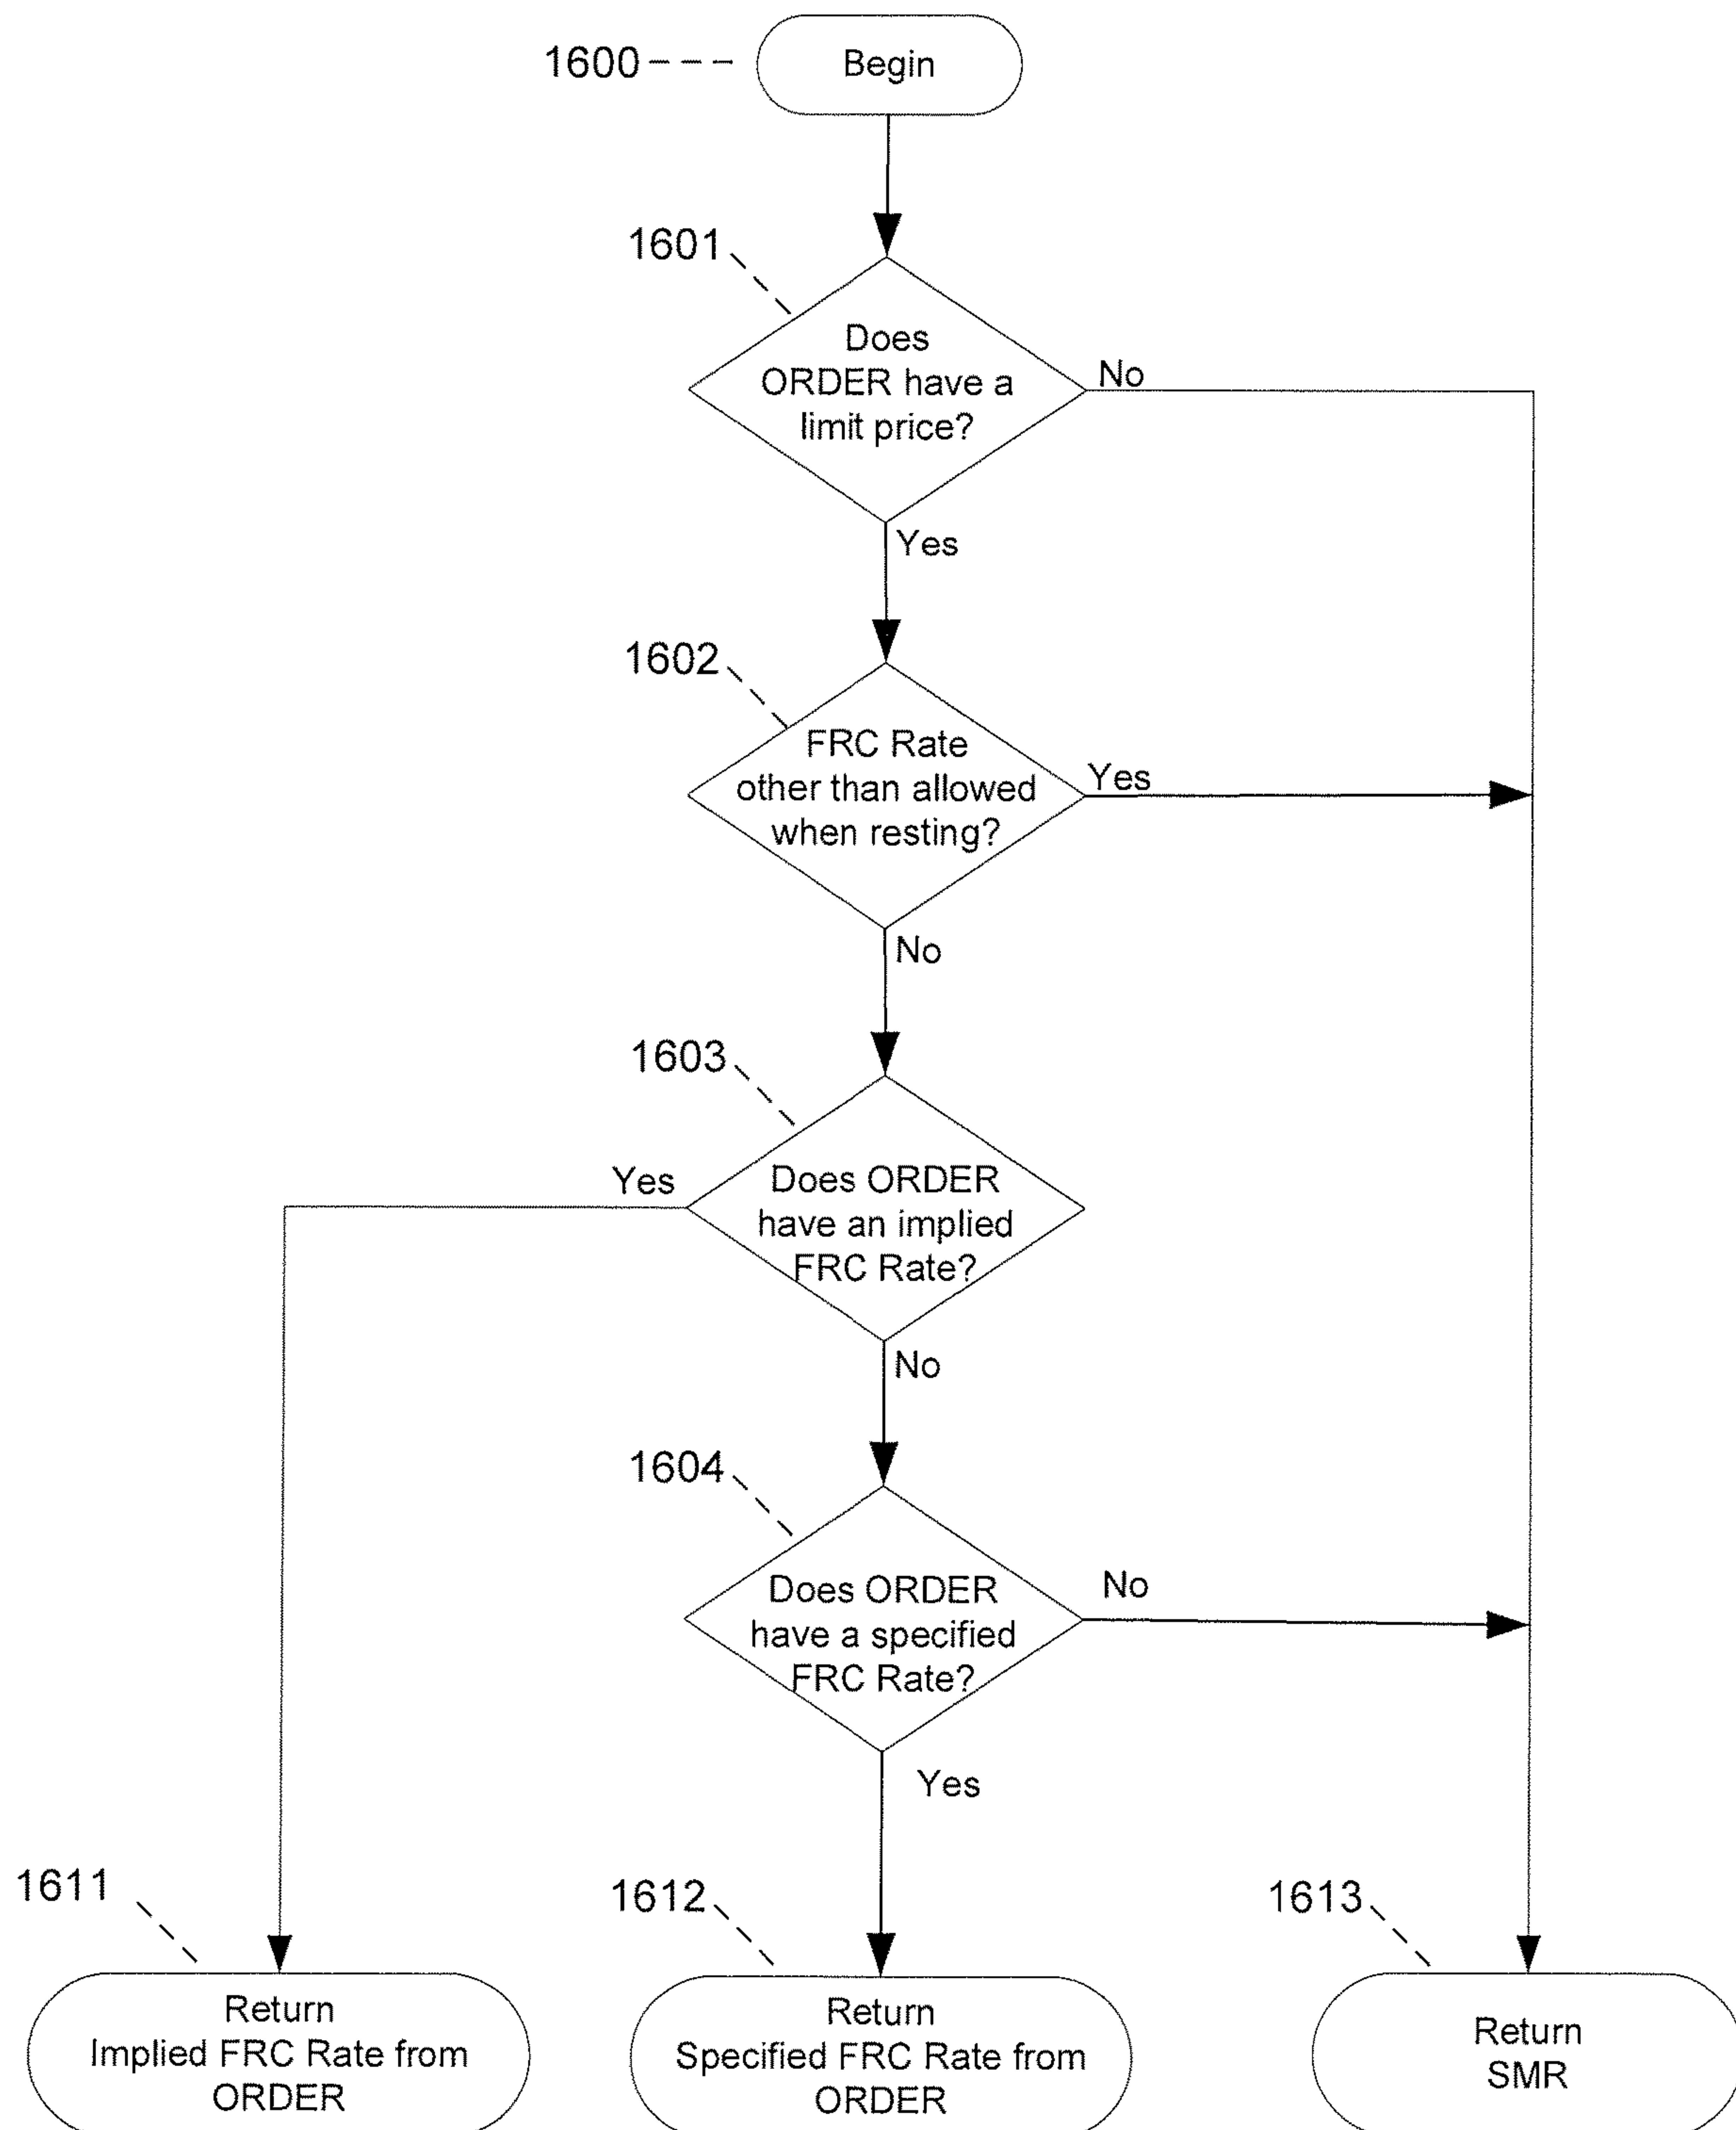 1600
Begin
1601
Does
ORDER have a
limit price?
No
Yes
1602
FRC Rate
other than allowed
when resting?
Yes
No
1603
Yes
Does ORDER
have an implied
FRC Rate?
No
1604
Does ORDER
have a specified
FRC Rate?
No
Yes
1611
1612
1613
Return
Implied FRC Rate from
ORDER
Return
Specified FRC Rate from
ORDER
Return
SMR